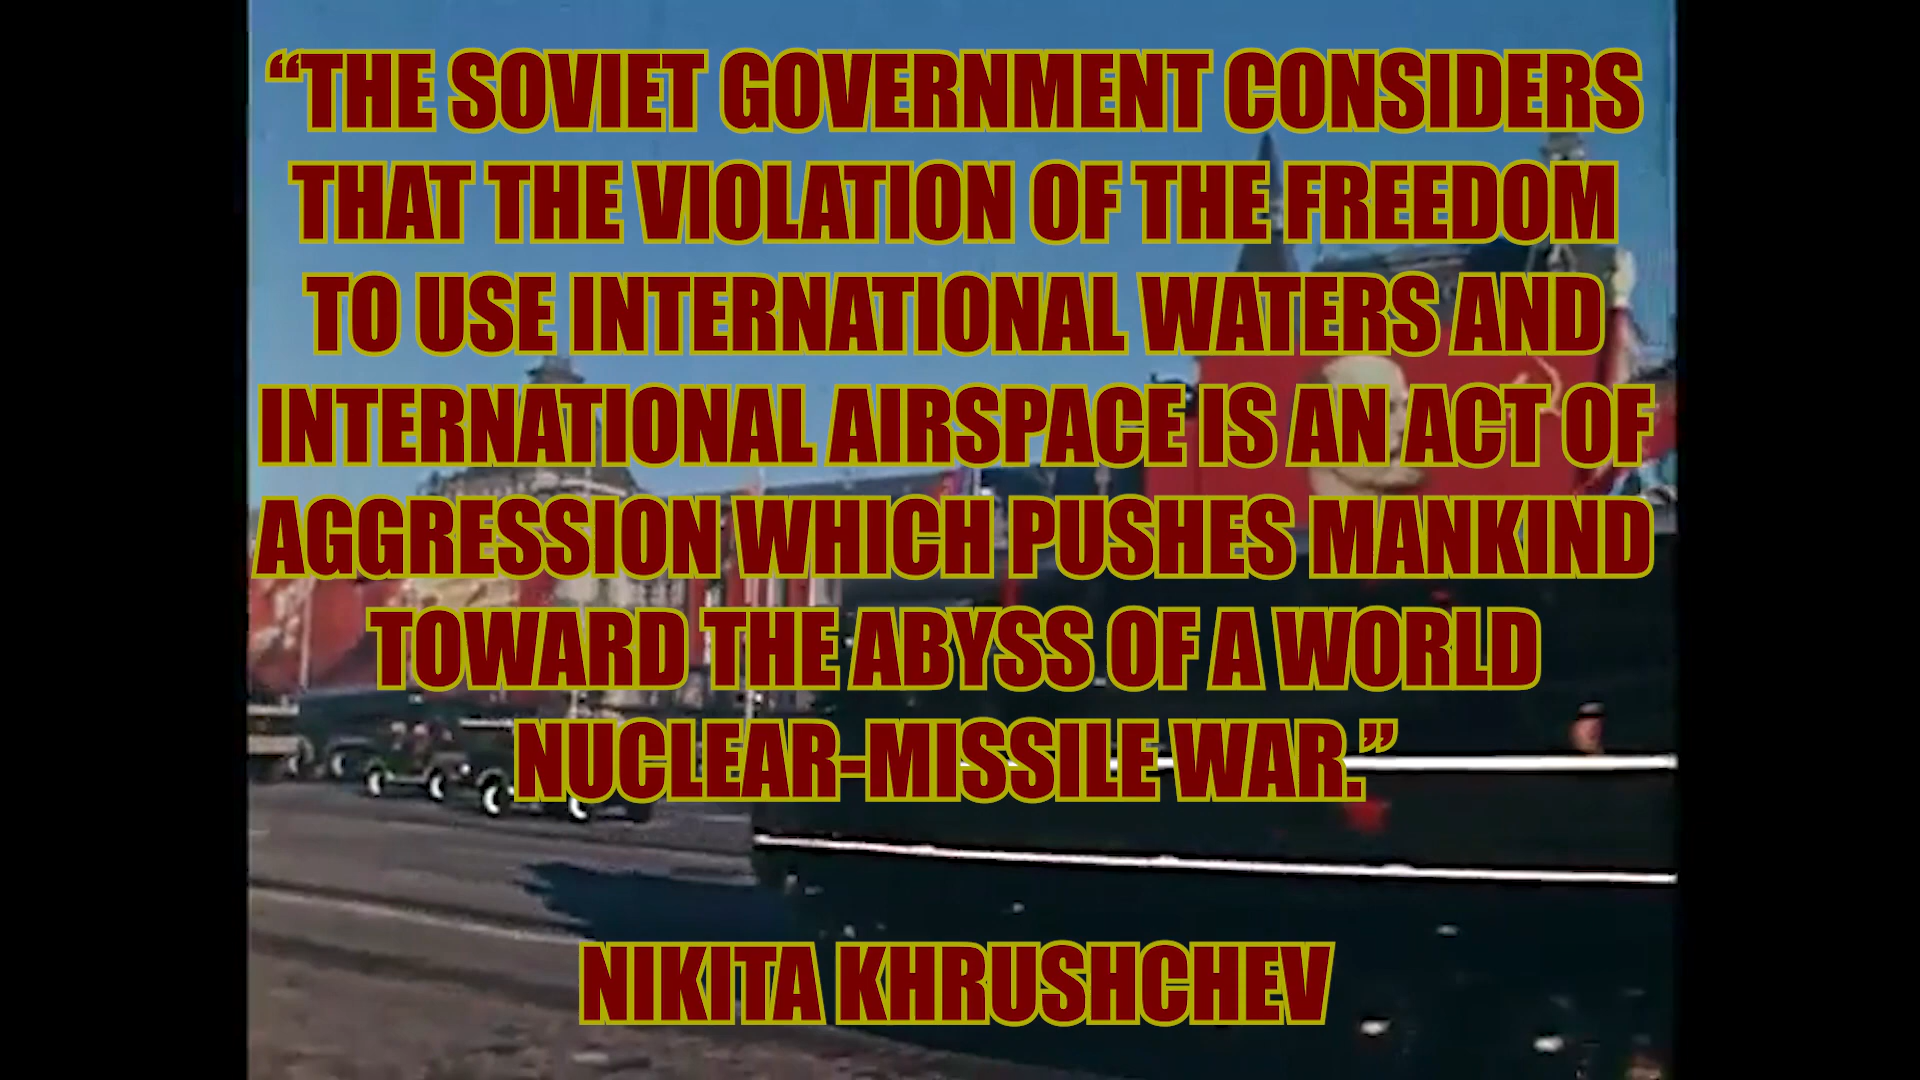 “THE SOVIET GOVERNMENT CONSIDERS
THAT THE VIOLATION OF THE FREEDOM
TO USE INTERNATIONAL WATERS AND
INTERNATIONAL AIRSPACE IS AN ACT OF
AGGRESSION WHICH PUSHES MANKIND
TOWARD THE ABYSS OF A WORLD
NUCLEAR-MISSILE WAR.”
NIKITA KHRUSHCHEV